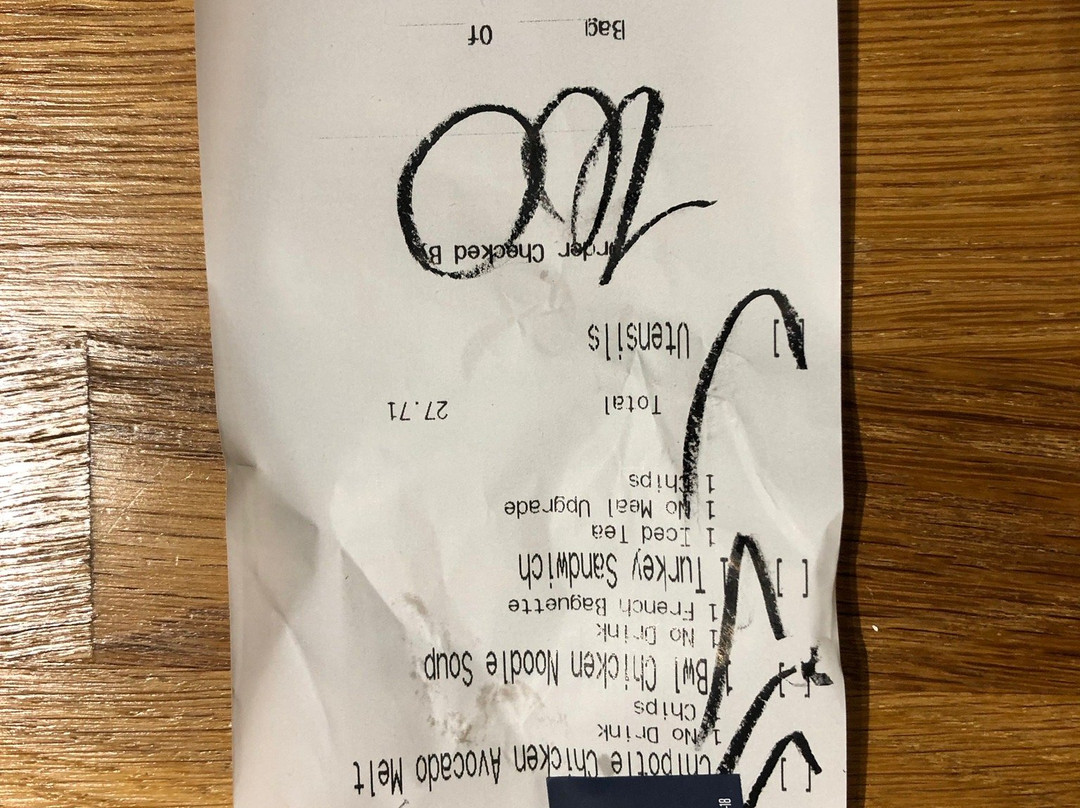 [ ] Chipotle Chicken Avocado Melt
1 No Drink
1 Chips
[ ] 1 Bwl Chicken Noodle Soup
1 No Drink
1 French Baguette
[ ] 1 Turkey Sandwich
1 Iced Tea
1 No Meal Upgrade
1 Chips
Total 27.71
[ ] Utensils
Order Checked By
Bag Of